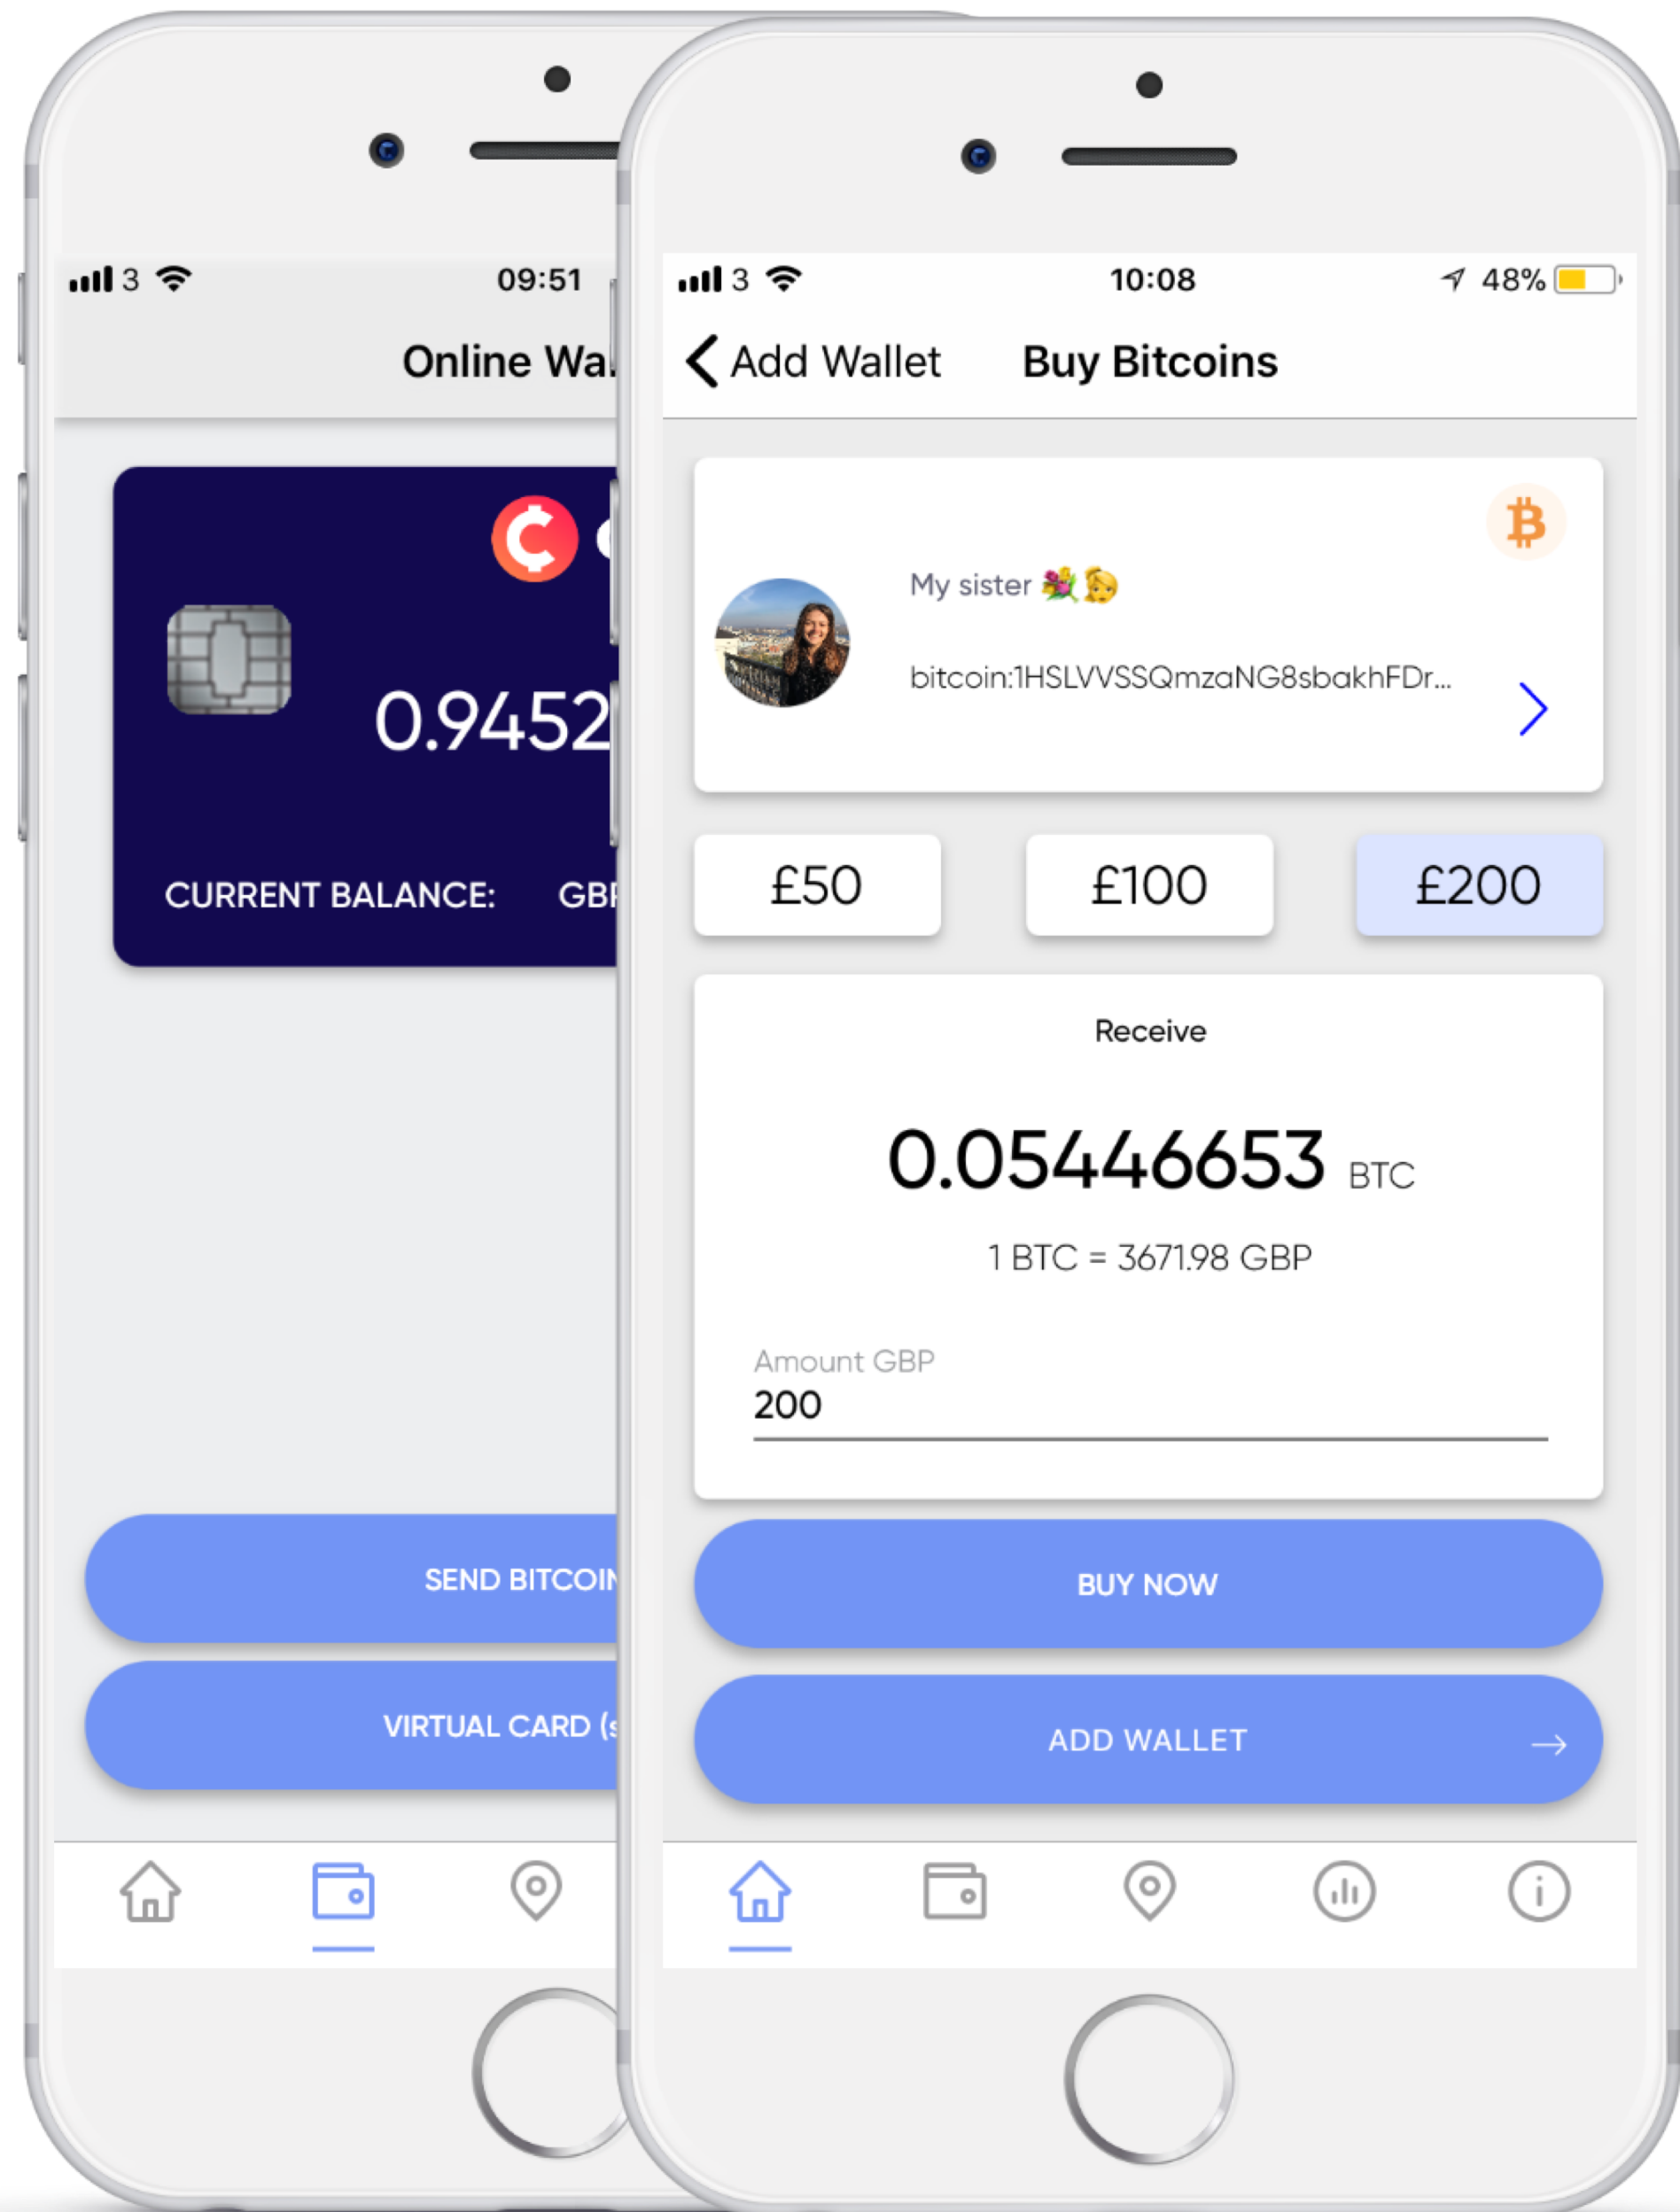 3
09:51
Online Wa
0.9452
CURRENT BALANCE:
SEND BITCOIN
VIRTUAL CARD
3
10:08
48%
Add Wallet
Buy Bitcoins
My sister 💐👧
bitcoin:1HSLVVSSQmzaNG8sbakhFDr...
£50
£100
£200
Receive
0.05446653 BTC
1 BTC = 3671.98 GBP
Amount GBP
200
BUY NOW
ADD WALLET